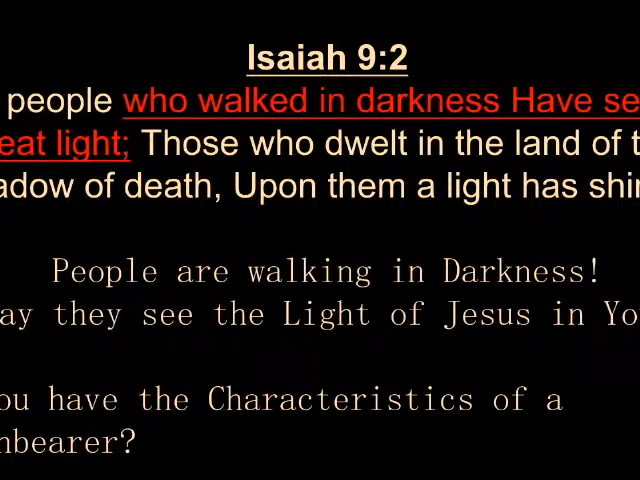 Isaiah 9:2
people who walked in darkness Have se
eat light; Those who dwelt in the land of t
adow of death, Upon them a light has shin
People are walking in Darkness!
ay they see the Light of Jesus in Yo
ou have the Characteristics of a
nbearer?